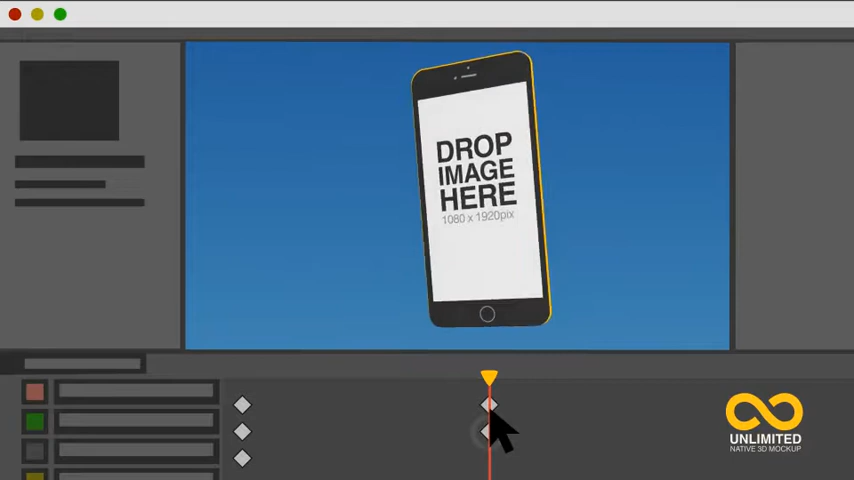 DROP
IMAGE
HERE
1080 x 1920pix
UNLIMITED
NATIVE 3D MOCKUP